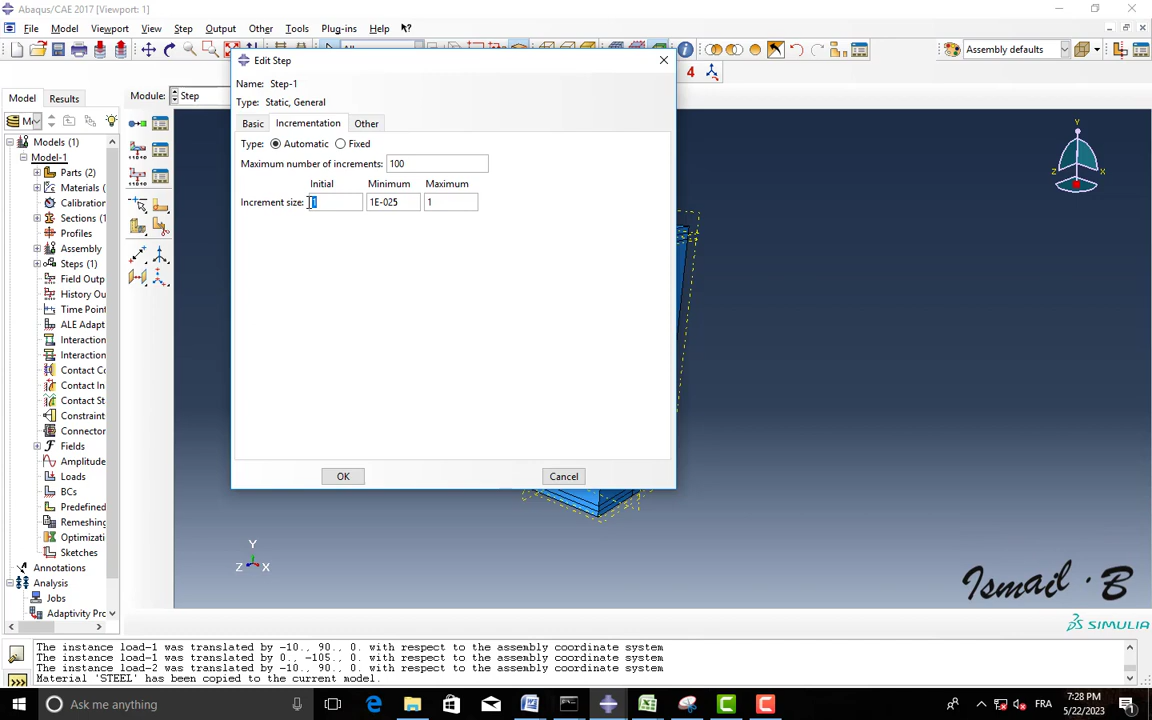 Abaqus/CAE 2017 [Viewport: 1]
File Model Viewport View Step Output Other Tools Plug-ins Help
Assembly defaults
Edit Step
Name: Step-1
Type: Static, General
Basic Incrementation Other
Type: Automatic Fixed
Maximum number of increments: 100
Initial Minimum Maximum
Increment size: 1 1E-025 1
OK Cancel
4
Model Results
Module: Step
Models (1)
Model-1
Parts (2)
Materials (
Calibration
Sections (
Profiles
Assembly
Steps (1)
Field Outp
History Ou
Time Point
ALE Adapt
Interaction
Interaction
Contact Co
Contact In
Contact St
Constraint
Connector
Fields
Amplitude
Loads
BCs
Predefined
Remeshing
Optimizatio
Sketches
Annotations
Analysis
Jobs
Adaptivity Pro
Y
Z X
Y
Z X
Ismail . B
SIMULIA
The instance load-1 was translated by -10., 90., 0. with respect to the assembly coordinate system
The instance load-1 was translated by 0., -105., 0. with respect to the assembly coordinate system
The instance load-2 was translated by -10., 90., 0. with respect to the assembly coordinate system
Material 'STEEL' has been copied to the current model.
Ask me anything
FRA
7:28 PM
5/22/2023